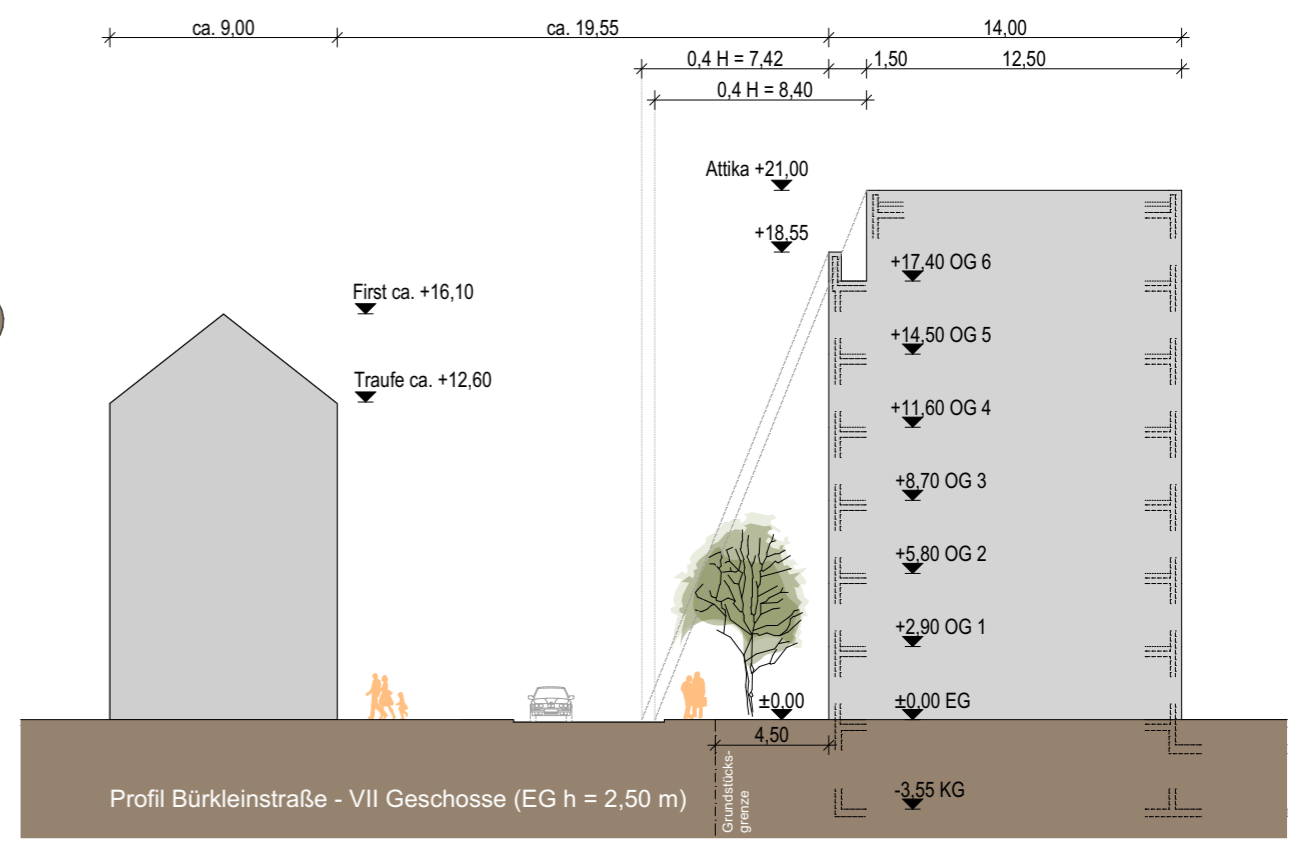 ca. 9,00
ca. 19,55
14,00
0,4 H = 7,42
1,50
12,50
0,4 H = 8,40
Attika +21,00
+18,55
+17,40 OG 6
First ca. +16,10
+14,50 OG 5
Traufe ca. +12,60
+11,60 OG 4
+8,70 OG 3
+5,80 OG 2
+2,90 OG 1
±0,00
±0,00 EG
4,50
Profil Bürkleinstraße - VII Geschosse (EG h = 2,50 m)
Grundstücks-
grenze
-3,55 KG